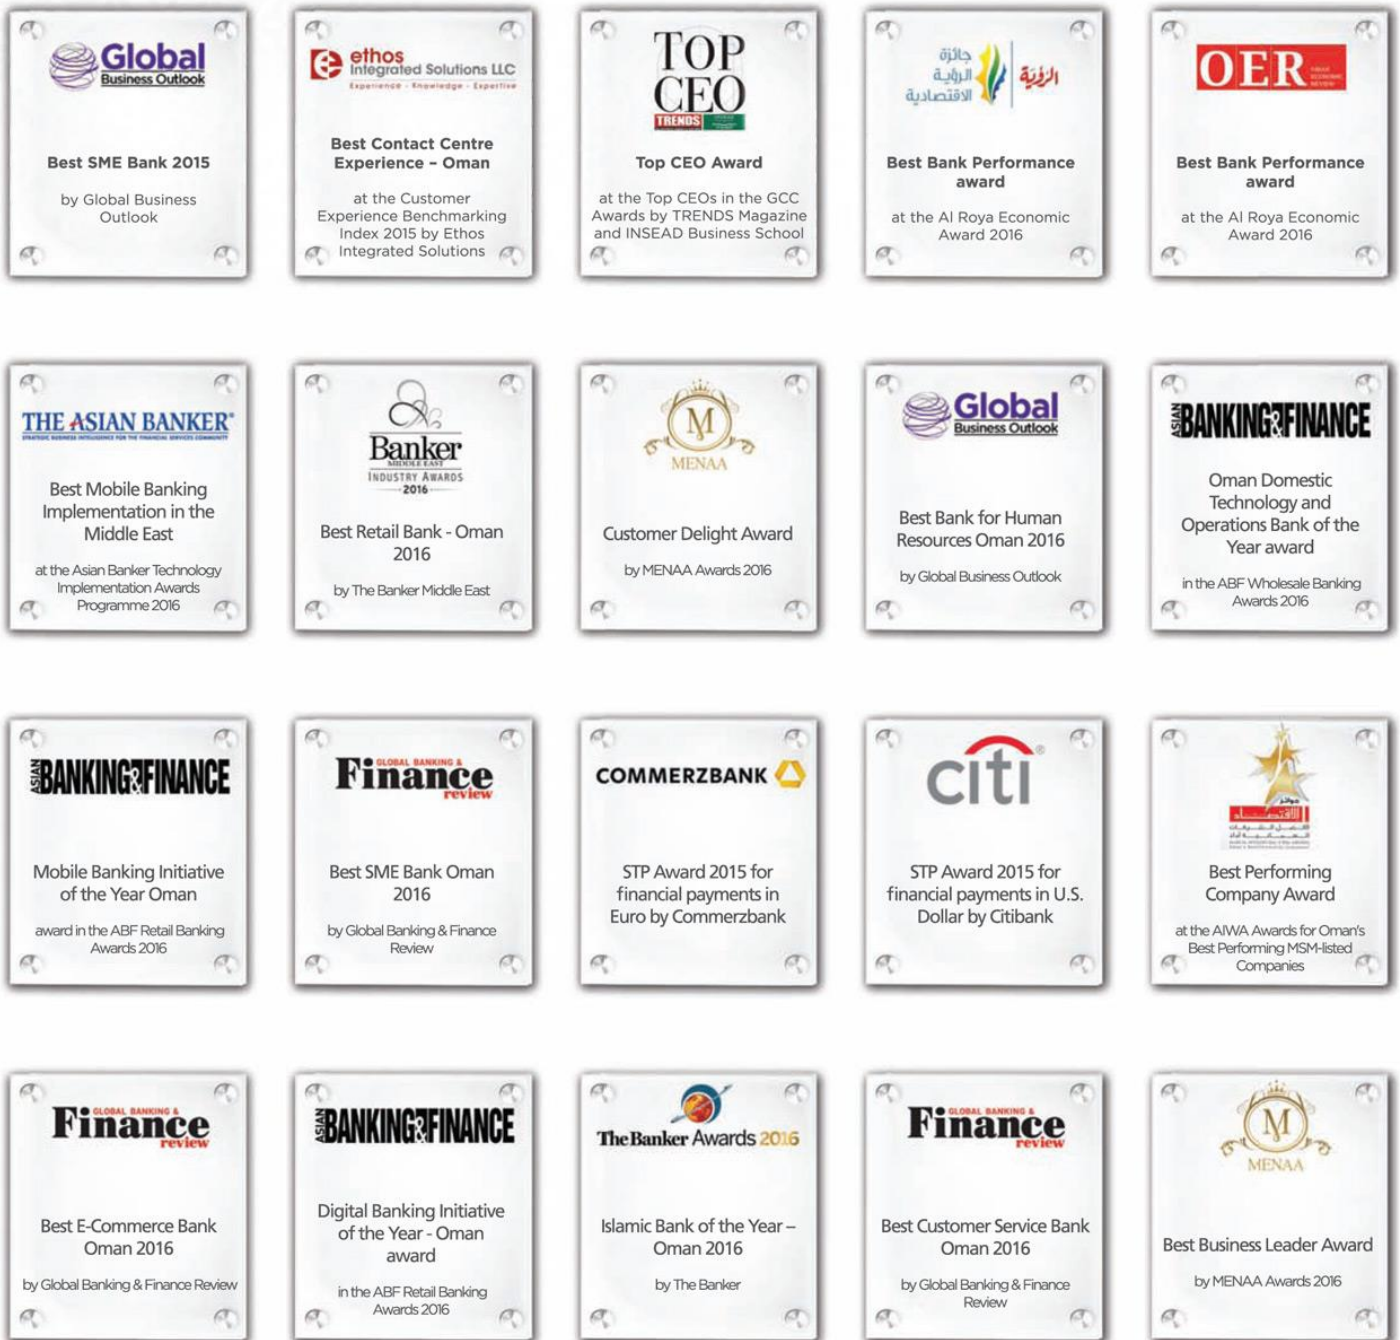 Global
Business Outlook
Best SME Bank 2015
by Global Business
Outlook
ethos
Integrated Solutions LLC
Experience - Knowledge - Expertise
Best Contact Centre
Experience – Oman
at the Customer
Experience Benchmarking
Index 2015 by Ethos
Integrated Solutions
TOP
CEO
TRENDS
Top CEO Award
at the Top CEOs in the GCC
Awards by TRENDS Magazine
and INSEAD Business School
جائزة
الرؤية
الاقتصادية
الرؤية
Best Bank Performance
award
at the Al Roya Economic
Award 2016
OER
OMAN
ECONOMIC
REVIEW
Best Bank Performance
award
at the Al Roya Economic
Award 2016
THE ASIAN BANKER®
STRATEGIC BUSINESS INTELLIGENCE FOR THE FINANCIAL SERVICES COMMUNITY
Best Mobile Banking
Implementation in the
Middle East
at the Asian Banker Technology
Implementation Awards
Programme 2016
Banker
MIDDLE EAST
INDUSTRY AWARDS
2016
Best Retail Bank - Oman
2016
by The Banker Middle East
M
MENAA
Customer Delight Award
by MENAA Awards 2016
Global
Business Outlook
Best Bank for Human
Resources Oman 2016
by Global Business Outlook
ASIAN BANKING & FINANCE
Oman Domestic
Technology and
Operations Bank of the
Year award
in the ABF Wholesale Banking
Awards 2016
ASIAN BANKING & FINANCE
Mobile Banking Initiative
of the Year Oman
award in the ABF Retail Banking
Awards 2016
GLOBAL BANKING &
Finance
review
Best SME Bank Oman
2016
by Global Banking & Finance
Review
COMMERZBANK
STP Award 2015 for
financial payments in
Euro by Commerzbank
citi®
STP Award 2015 for
financial payments in U.S.
Dollar by Citibank
جوائز
الاقتصاد
Best Performing
Company Award
at the AIWA Awards for Oman's
Best Performing MSM-listed
Companies
GLOBAL BANKING &
Finance
review
Best E-Commerce Bank
Oman 2016
by Global Banking & Finance Review
ASIAN BANKING & FINANCE
Digital Banking Initiative
of the Year - Oman
award
in the ABF Retail Banking
Awards 2016
The Banker Awards 2016
Islamic Bank of the Year –
Oman 2016
by The Banker
GLOBAL BANKING &
Finance
review
Best Customer Service Bank
Oman 2016
by Global Banking & Finance
Review
M
MENAA
Best Business Leader Award
by MENAA Awards 2016